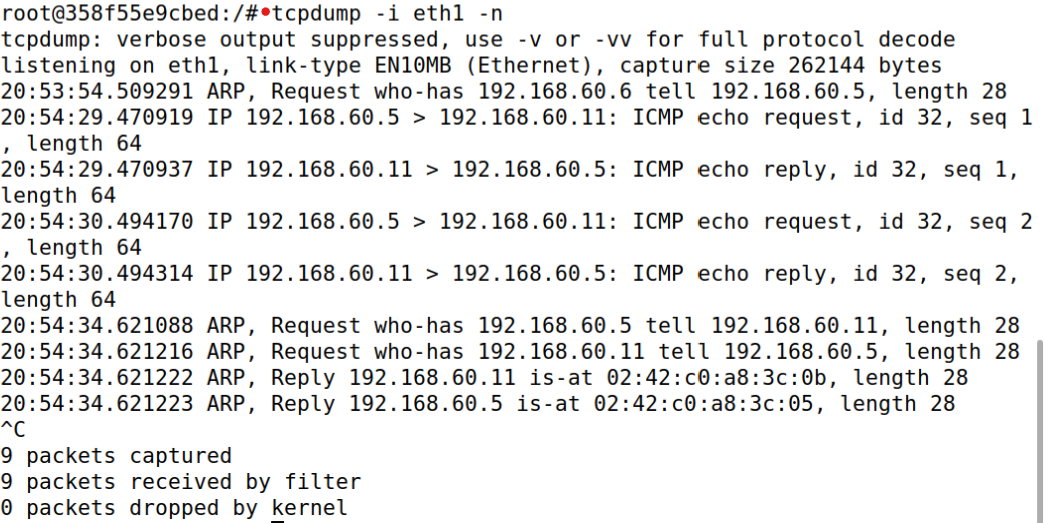 root@358f55e9cbed:/# tcpdump -i eth1 -n
tcpdump: verbose output suppressed, use -v or -vv for full protocol decode
listening on eth1, link-type EN10MB (Ethernet), capture size 262144 bytes
20:53:54.509291 ARP, Request who-has 192.168.60.6 tell 192.168.60.5, length 28
20:54:29.470919 IP 192.168.60.5 > 192.168.60.11: ICMP echo request, id 32, seq 1
, length 64
20:54:29.470937 IP 192.168.60.11 > 192.168.60.5: ICMP echo reply, id 32, seq 1,
length 64
20:54:30.494170 IP 192.168.60.5 > 192.168.60.11: ICMP echo request, id 32, seq 2
, length 64
20:54:30.494314 IP 192.168.60.11 > 192.168.60.5: ICMP echo reply, id 32, seq 2,
length 64
20:54:34.621088 ARP, Request who-has 192.168.60.5 tell 192.168.60.11, length 28
20:54:34.621216 ARP, Request who-has 192.168.60.11 tell 192.168.60.5, length 28
20:54:34.621222 ARP, Reply 192.168.60.11 is-at 02:42:c0:a8:3c:0b, length 28
20:54:34.621223 ARP, Reply 192.168.60.5 is-at 02:42:c0:a8:3c:05, length 28
^C
9 packets captured
9 packets received by filter
0 packets dropped by kernel